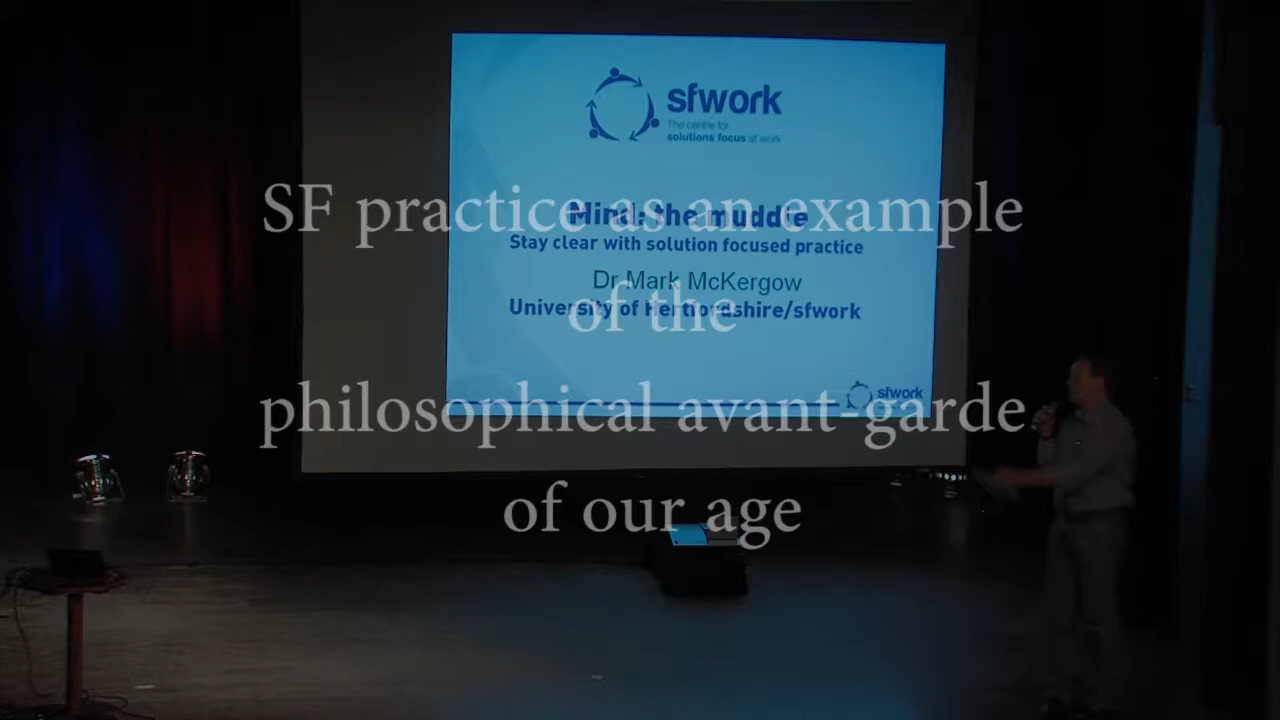 sfwork
The centre for
solutions focus at work
SF practice as an example
Mind: the muddle
Stay clear with solution focused practice
Dr Mark McKergow
of the
University of Hertfordshire/sfwork
philosophical avant-garde
sfwork
of our age